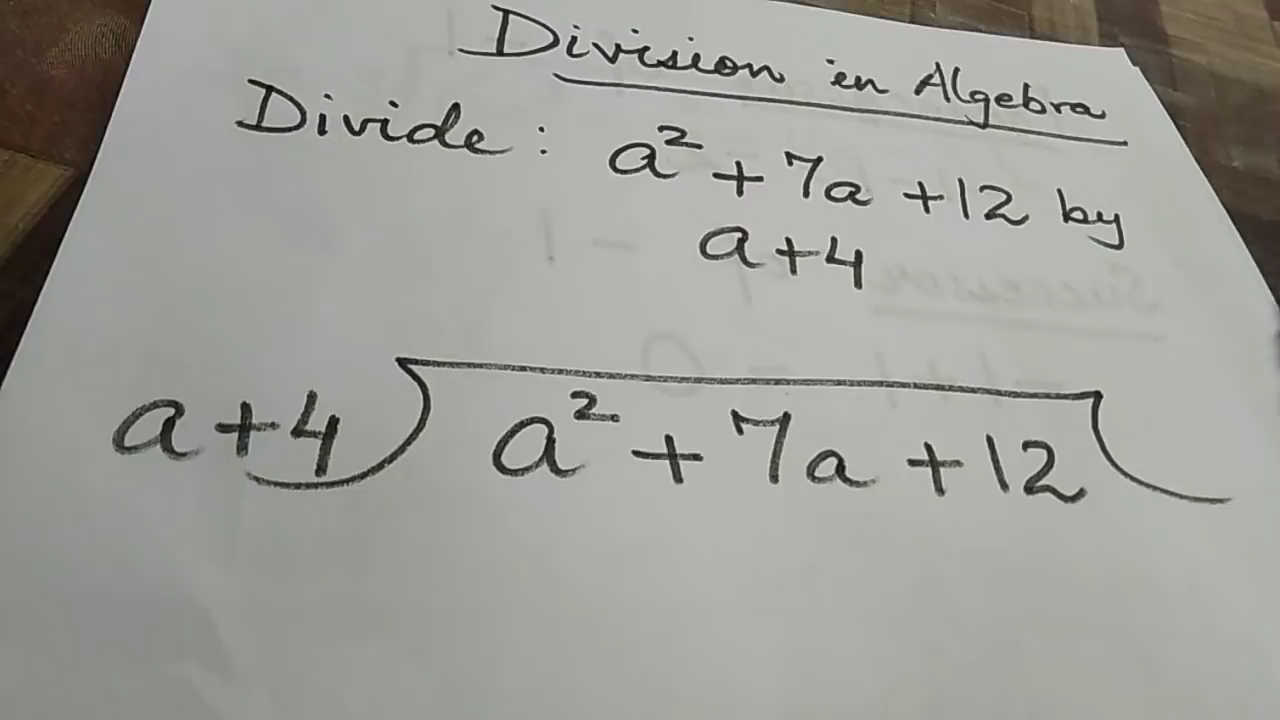 Division in Algebra
Divide : a² + 7a + 12 by
a + 4
a + 4 ) a² + 7a + 12 (